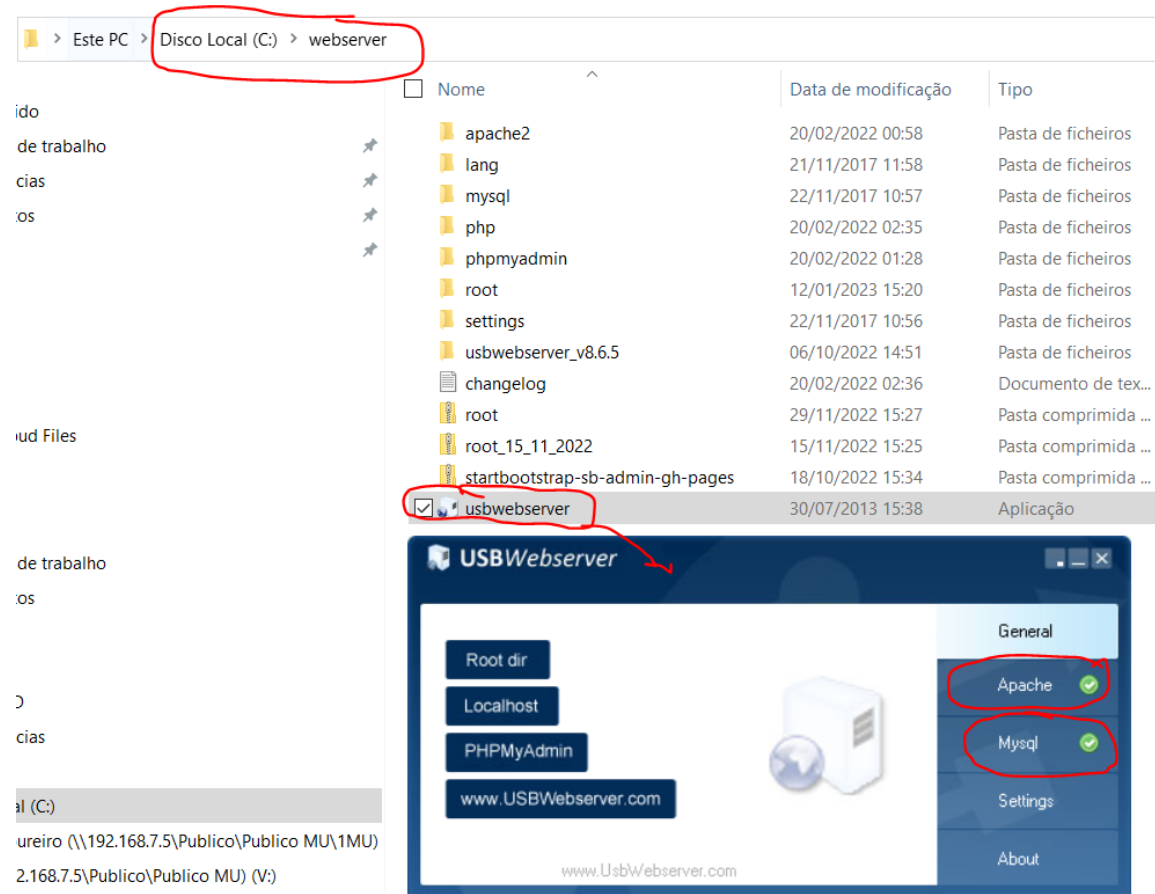 Este PC > Disco Local (C:) > webserver
Nome Data de modificação Tipo
ido
de trabalho
cias
tos
apache2 20/02/2022 00:58 Pasta de ficheiros
lang 21/11/2017 11:58 Pasta de ficheiros
mysql 22/11/2017 10:57 Pasta de ficheiros
php 20/02/2022 02:35 Pasta de ficheiros
phpmyadmin 20/02/2022 01:28 Pasta de ficheiros
root 12/01/2023 15:20 Pasta de ficheiros
settings 22/11/2017 10:56 Pasta de ficheiros
usbwebserver_v8.6.5 06/10/2022 14:51 Pasta de ficheiros
changelog 20/02/2022 02:36 Documento de tex...
root 29/11/2022 15:27 Pasta comprimida ...
root_15_11_2022 15/11/2022 15:25 Pasta comprimida ...
startbootstrap-sb-admin-gh-pages 18/10/2022 15:34 Pasta comprimida ...
usbwebserver 30/07/2013 15:38 Aplicação
oud Files
de trabalho
tos
cias
al (C:)
ureiro (\\192.168.7.5\Publico\Publico MU\1MU)
2.168.7.5\Publico\Publico MU) (V:)
USBWebserver
Root dir
Localhost
PHPMyAdmin
www.USBWebserver.com
www.UsbWebserver.com
General
Apache
Mysql
Settings
About